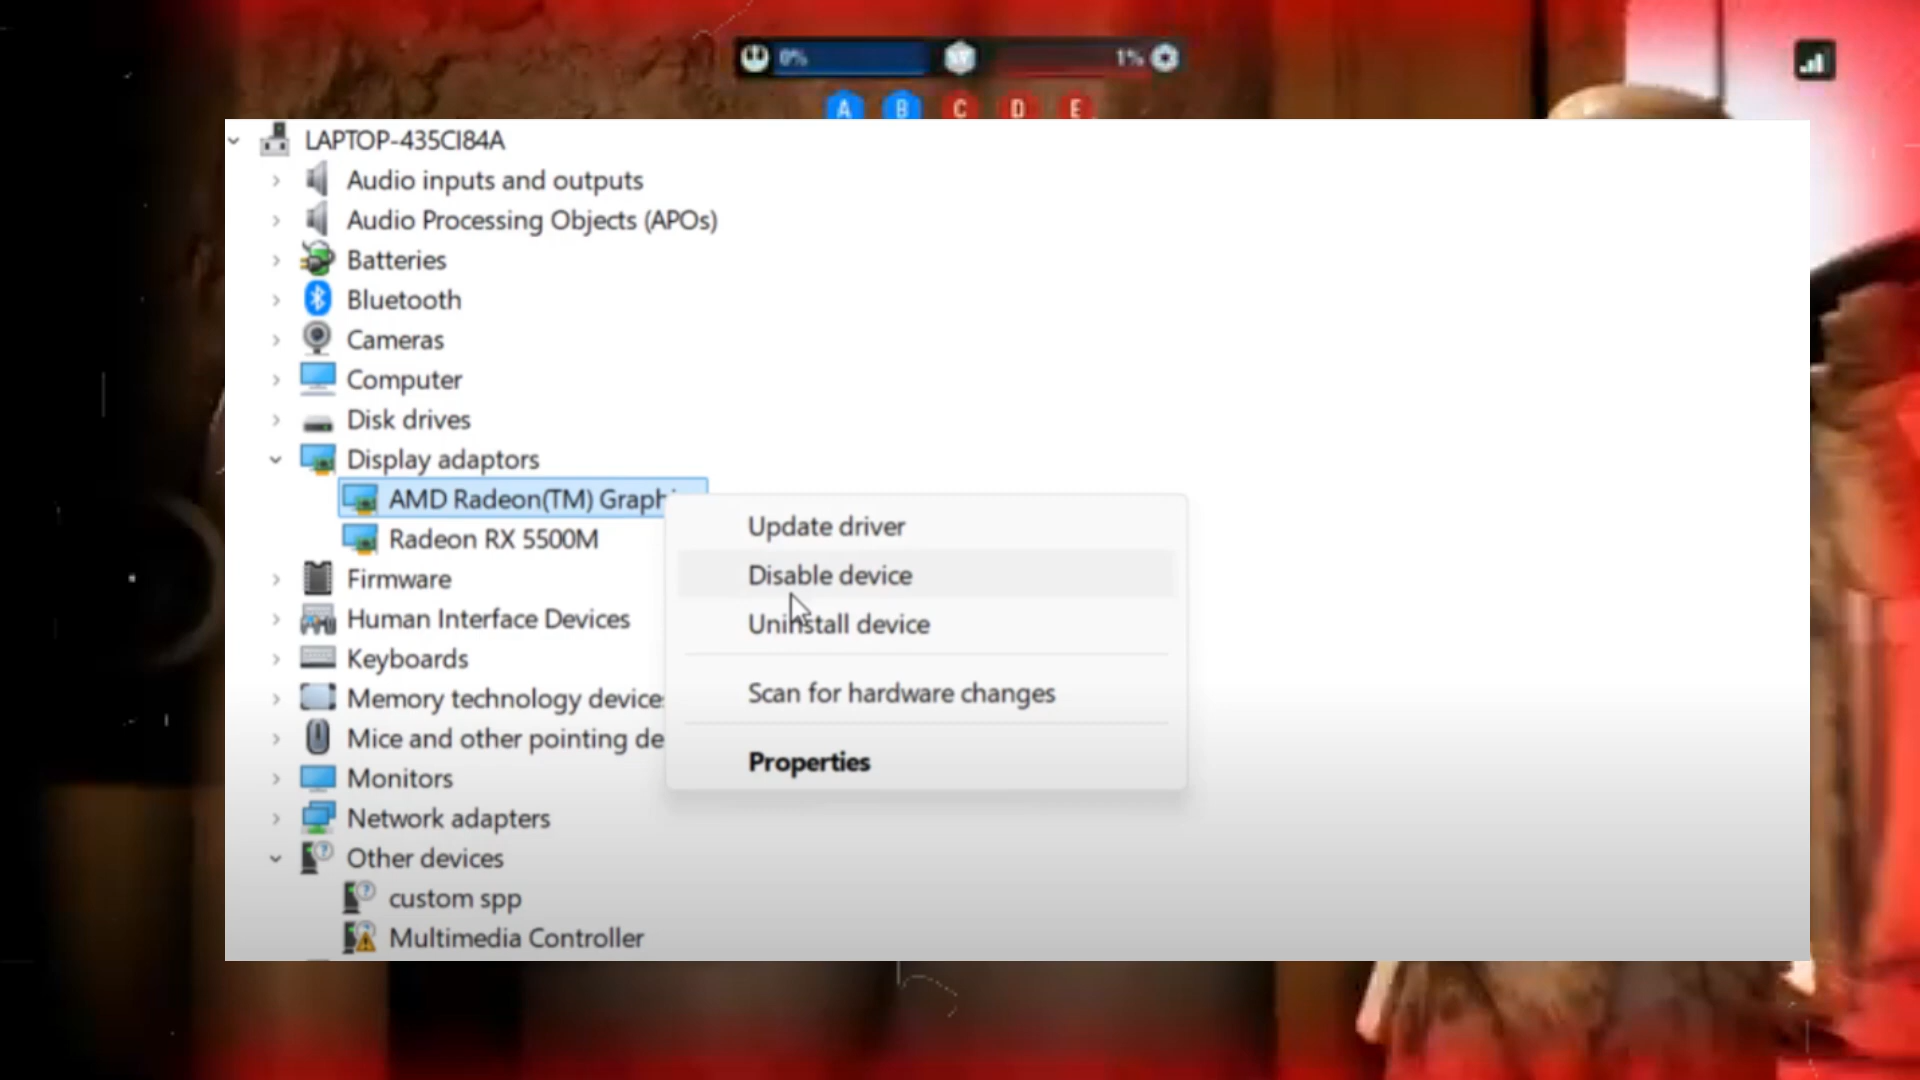 0%
1%
A B C D E
LAPTOP-435CI84A
Audio inputs and outputs
Audio Processing Objects (APOs)
Batteries
Bluetooth
Cameras
Computer
Disk drives
Display adaptors
AMD Radeon(TM) Graphi
Radeon RX 5500M
Update driver
Disable device
Uninstall device
Scan for hardware changes
Properties
Firmware
Human Interface Devices
Keyboards
Memory technology device
Mice and other pointing de
Monitors
Network adapters
Other devices
custom spp
Multimedia Controller